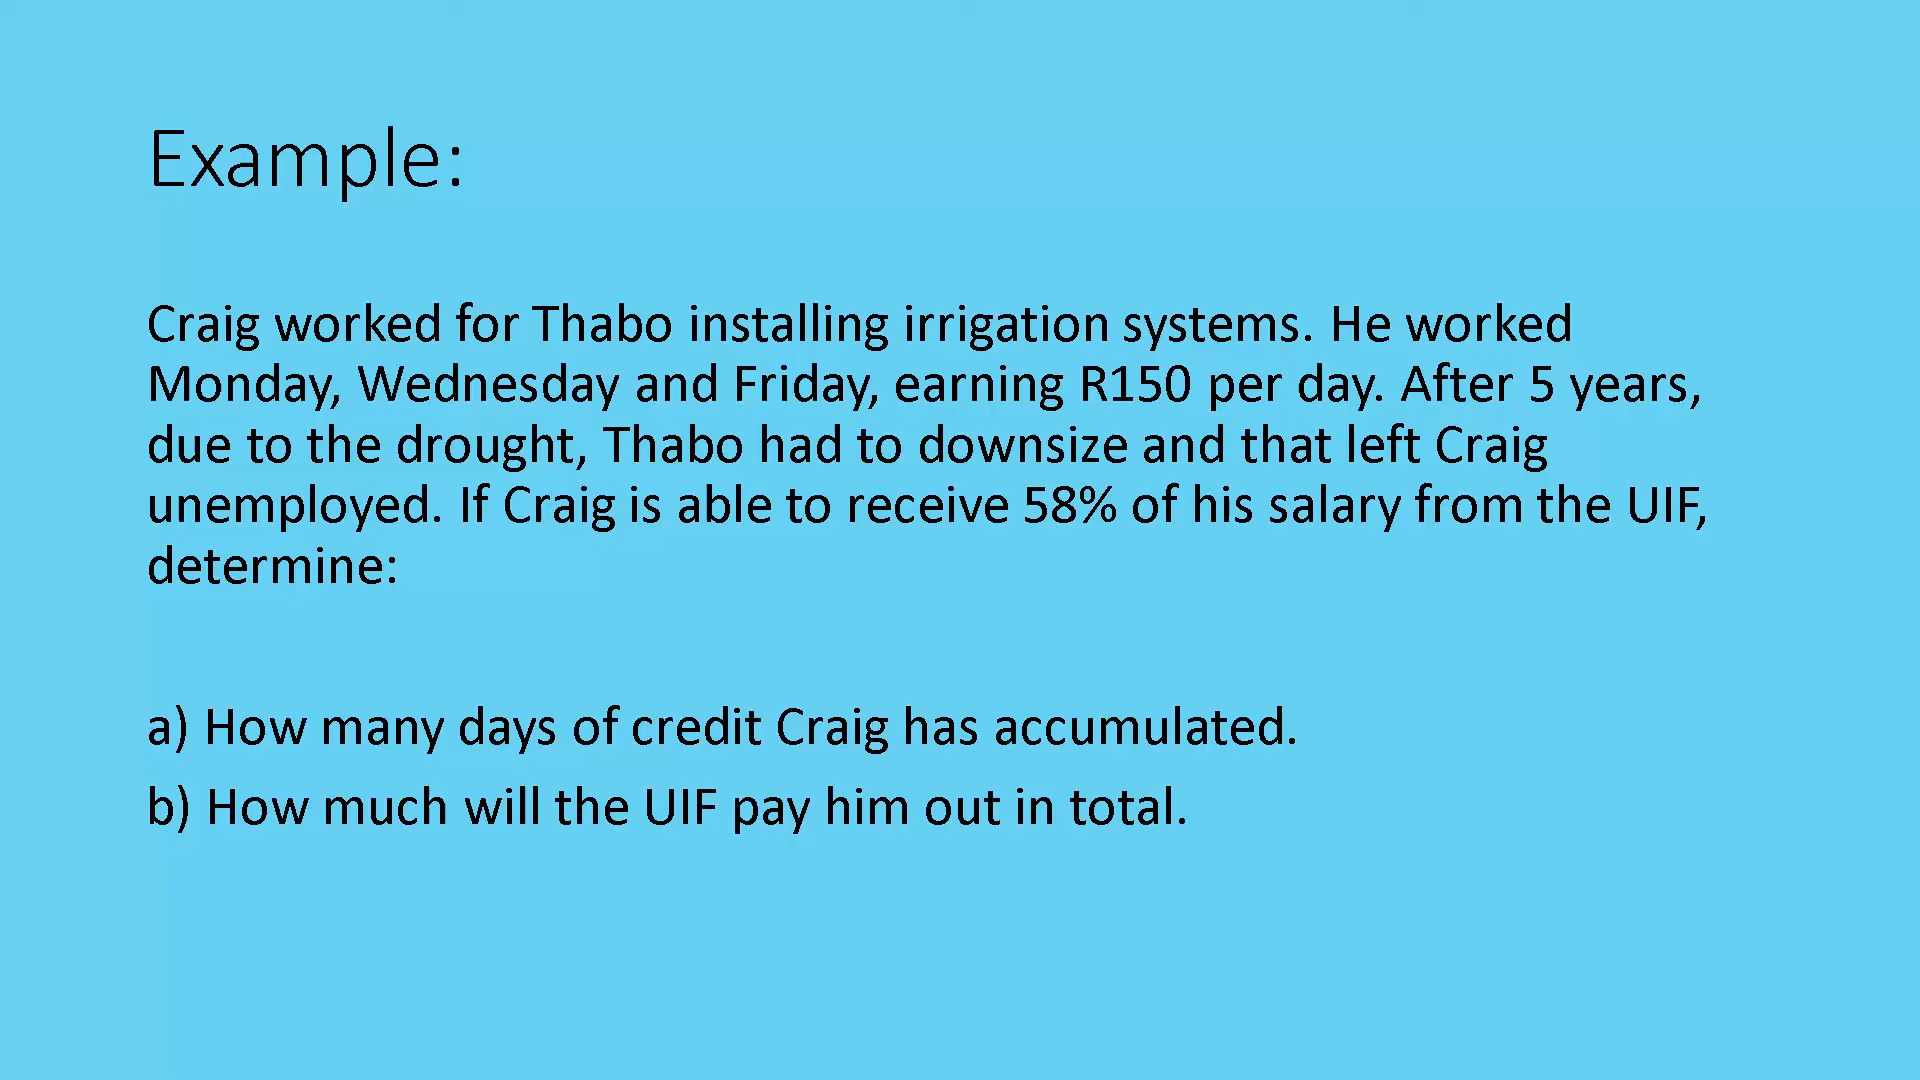 Example:
Craig worked for Thabo installing irrigation systems. He worked
Monday, Wednesday and Friday, earning R150 per day. After 5 years,
due to the drought, Thabo had to downsize and that left Craig
unemployed. If Craig is able to receive 58% of his salary from the UIF,
determine:
a) How many days of credit Craig has accumulated.
b) How much will the UIF pay him out in total.